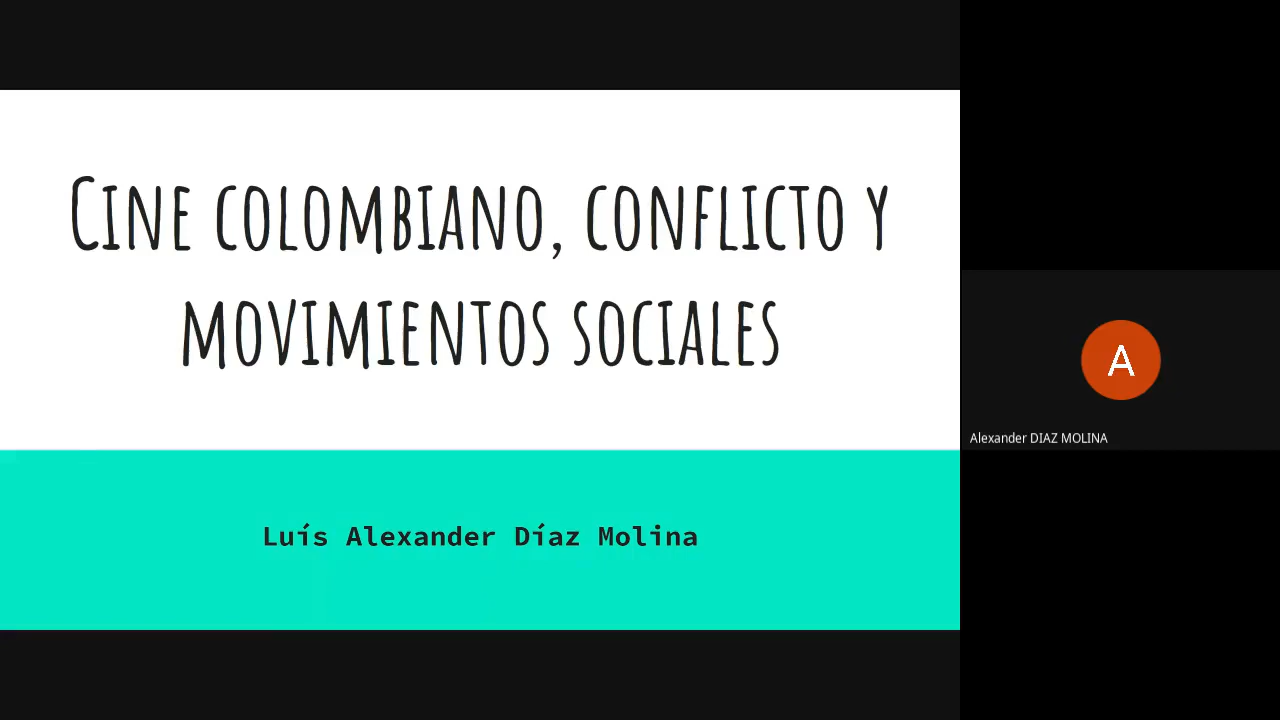 Cine colombiano, conflicto y
movimientos sociales
Luís Alexander Díaz Molina
A
Alexander DIAZ MOLINA